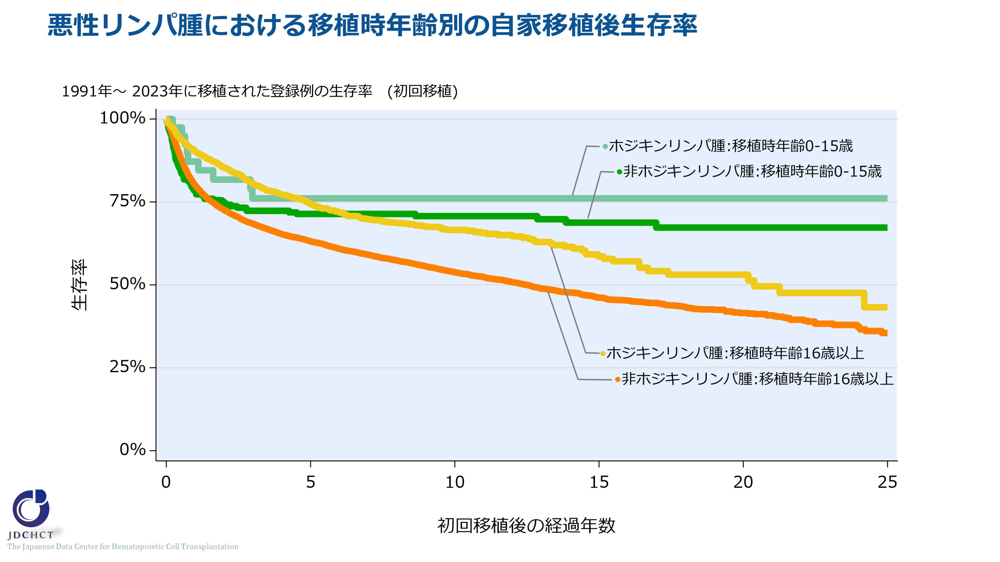 悪性リンパ腫における移植時年齢別の自家移植後生存率
1991年～ 2023年に移植された登録例の生存率　(初回移植)
100%
75%
50%
25%
0%
生存率
ホジキンリンパ腫:移植時年齢0-15歳
非ホジキンリンパ腫:移植時年齢0-15歳
ホジキンリンパ腫:移植時年齢16歳以上
非ホジキンリンパ腫:移植時年齢16歳以上
0 5 10 15 20 25
初回移植後の経過年数
JDCHCT
The Japanese Data Center for Hematopoietic Cell Transplantation